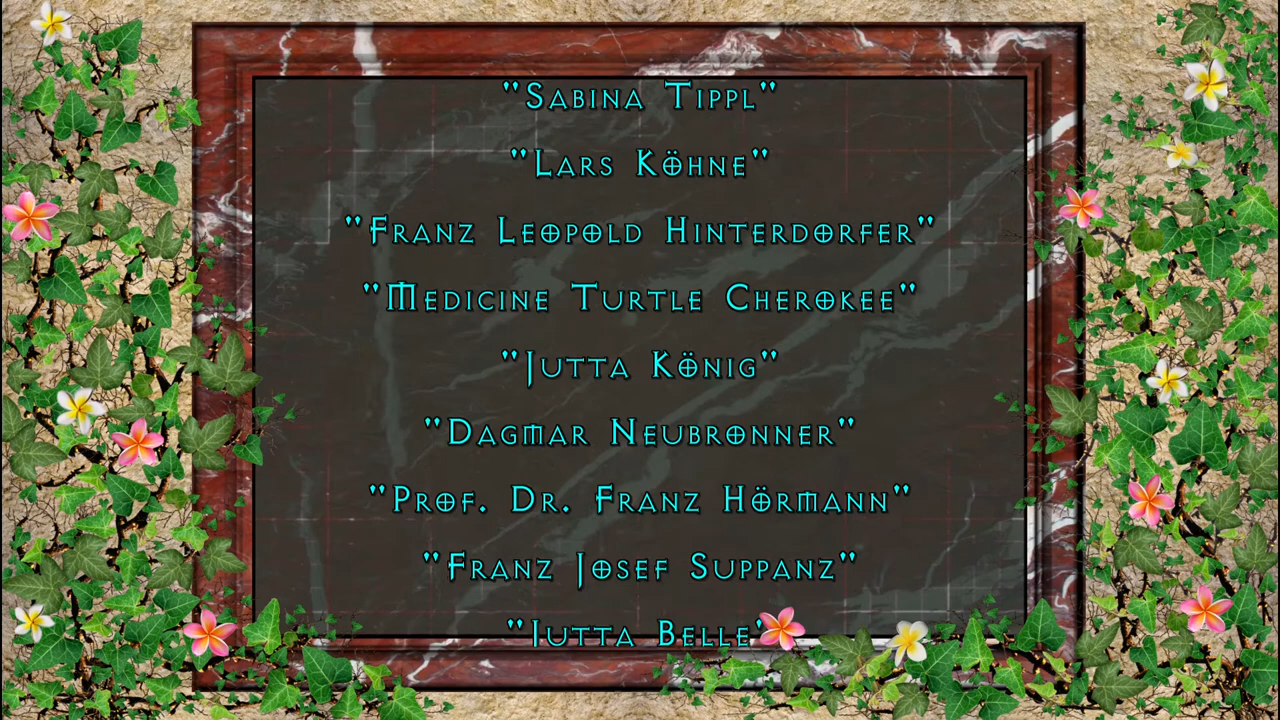 "Sabina Tippl"
"Lars Köhne"
"Franz Leopold Hinterdorfer"
"Medicine Turtle Cherokee"
"Jutta König"
"Dagmar Neubronner"
"Prof. Dr. Franz Hörmann"
"Franz Josef Suppanz"
"Jutta Belle"